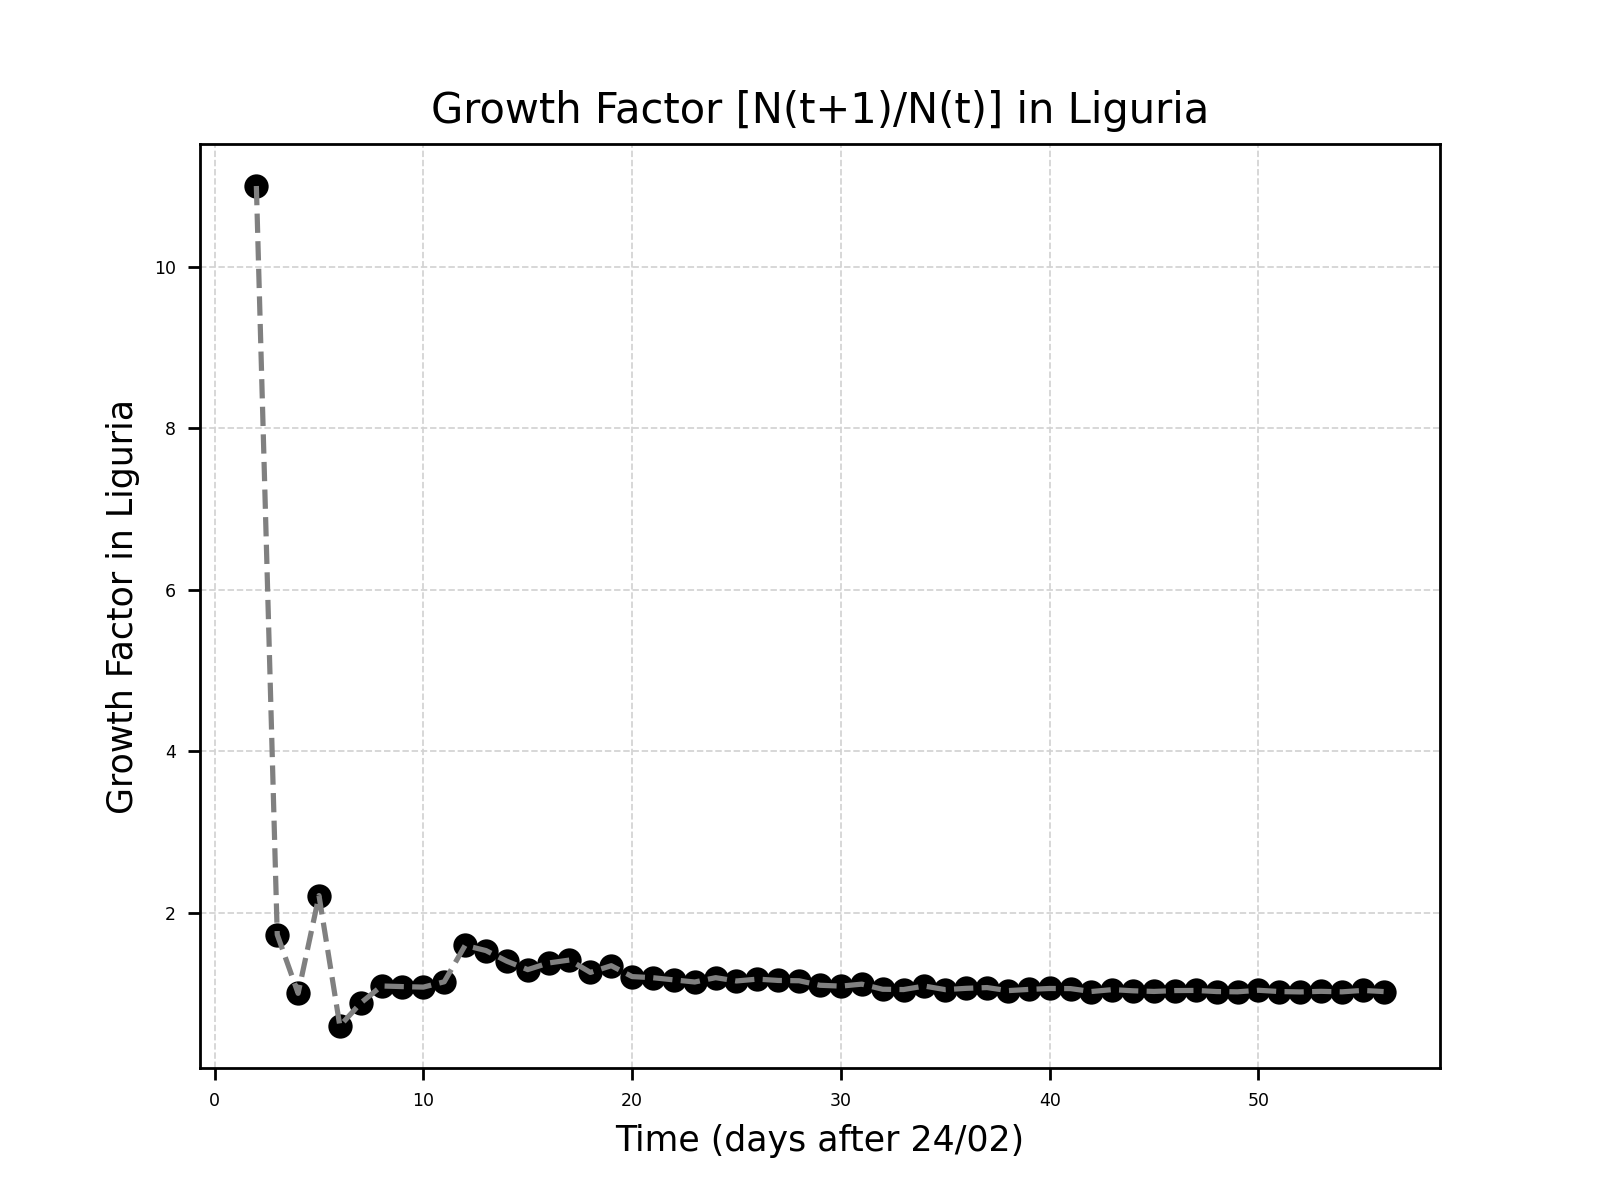 Growth Factor [N(t+1)/N(t)] in Liguria
Growth Factor in Liguria
10
8
6
4
2
0 10 20 30 40 50
Time (days after 24/02)